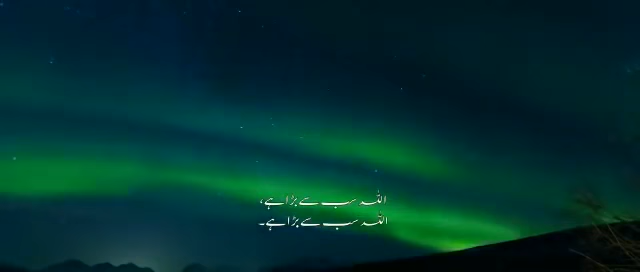 اللہ سب سے بڑا ہے،
اللہ سب سے بڑا ہے۔